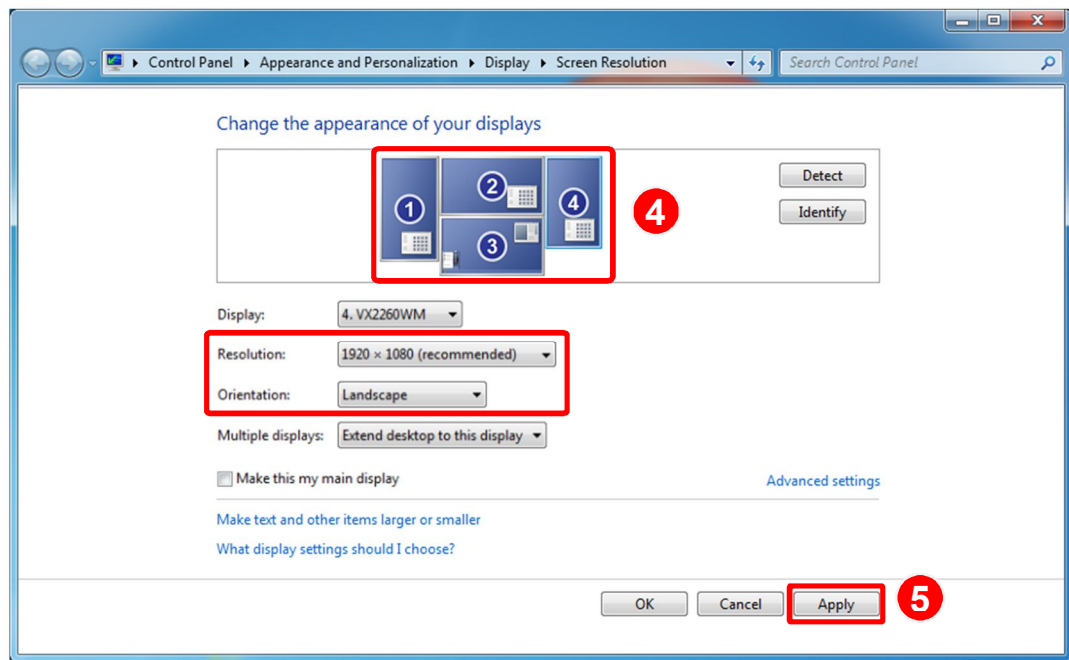 Control Panel Appearance and Personalization Display Screen Resolution Search Control Panel
Change the appearance of your displays
1 2 3 4
4
Detect
Identify
Display: 4. VX2260WM
Resolution: 1920 × 1080 (recommended)
Orientation: Landscape
Multiple displays: Extend desktop to this display
Make this my main display
Advanced settings
Make text and other items larger or smaller
What display settings should I choose?
OK Cancel Apply 5